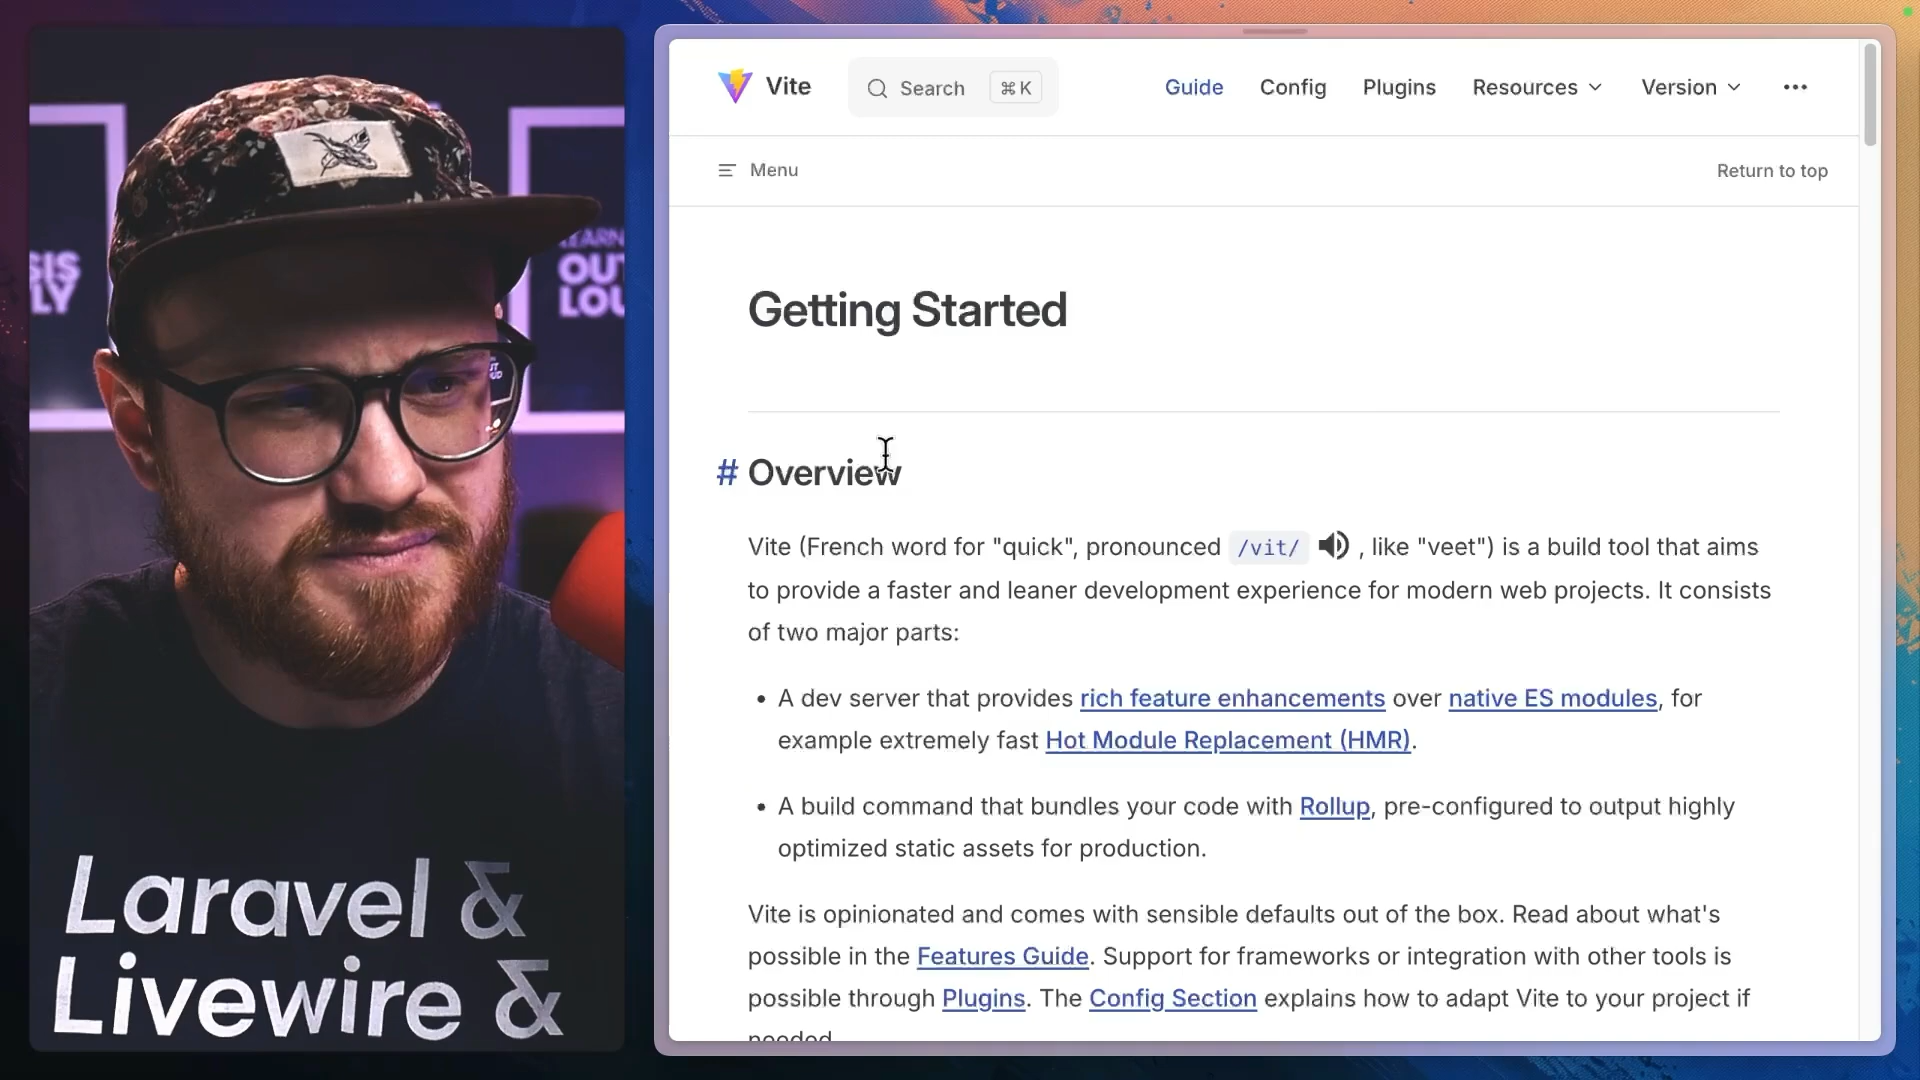 SIS
LY
LEARN
OUT
LOU
Laravel &
Livewire &
Vite
Search
⌘ K
Guide
Config
Plugins
Resources
Version
Menu
Return to top
Getting Started
# Overview
Vite (French word for "quick", pronounced /vit/ , like "veet") is a build tool that aims
to provide a faster and leaner development experience for modern web projects. It consists
of two major parts:
• A dev server that provides rich feature enhancements over native ES modules, for
example extremely fast Hot Module Replacement (HMR).
• A build command that bundles your code with Rollup, pre-configured to output highly
optimized static assets for production.
Vite is opinionated and comes with sensible defaults out of the box. Read about what's
possible in the Features Guide. Support for frameworks or integration with other tools is
possible through Plugins. The Config Section explains how to adapt Vite to your project if
needed